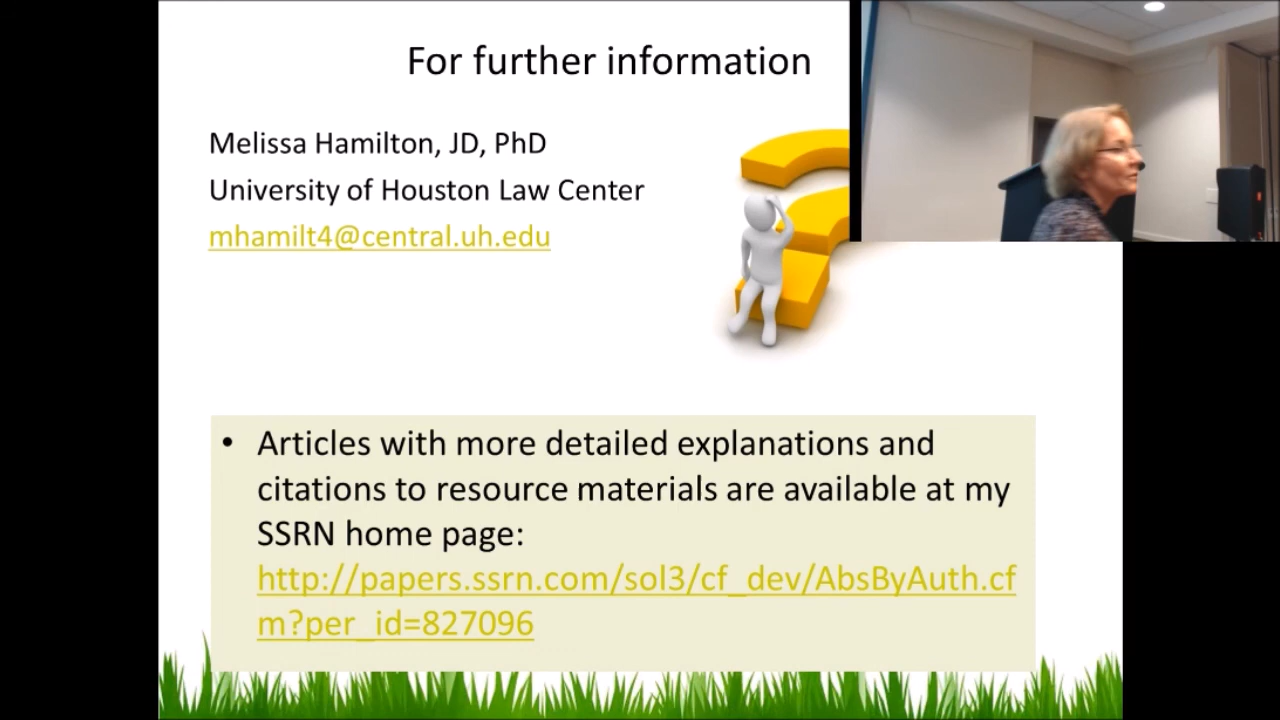 For further information
Melissa Hamilton, JD, PhD
University of Houston Law Center
mhamilt4@central.uh.edu
• Articles with more detailed explanations and
citations to resource materials are available at my
SSRN home page:
http://papers.ssrn.com/sol3/cf_dev/AbsByAuth.cf
m?per_id=827096